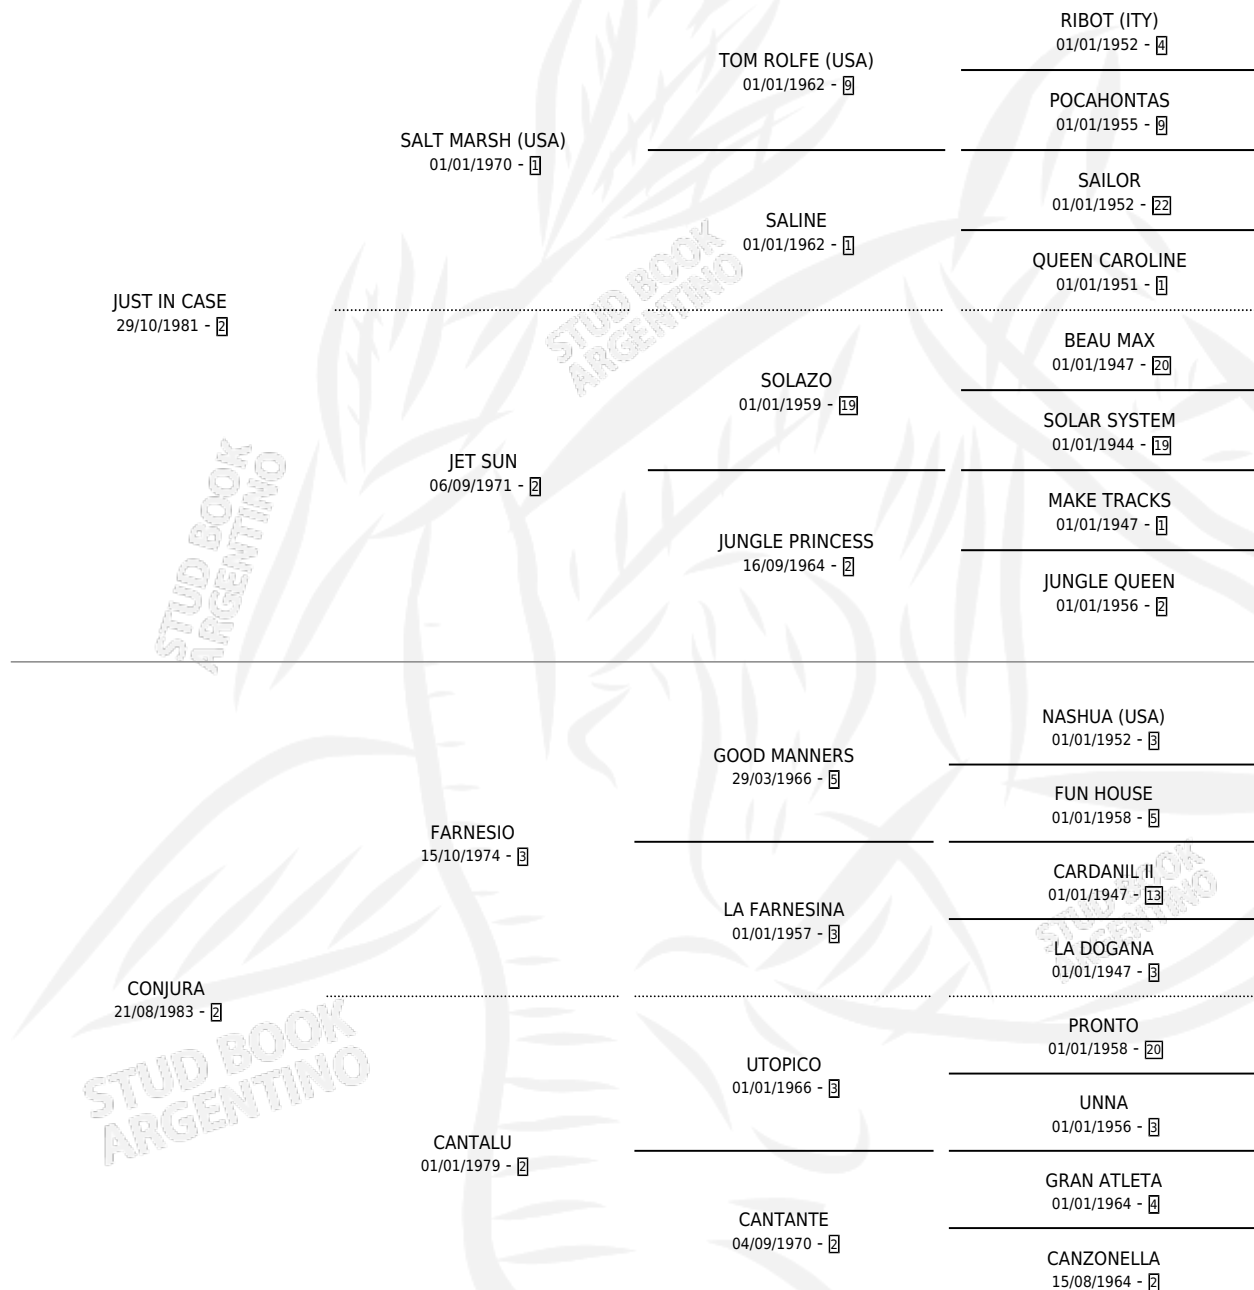 RIBOT (ITY)
01/01/1952 - 4
TOM ROLFE (USA)
01/01/1962 - 9
POCAHONTAS
01/01/1955 - 9
SALT MARSH (USA)
01/01/1970 - 1
SAILOR
01/01/1952 - 22
SALINE
01/01/1962 - 1
QUEEN CAROLINE
01/01/1951 - 1
JUST IN CASE
29/10/1981 - 2
STUD BOOK
ARGENTINO
BEAU MAX
01/01/1947 - 20
SOLAZO
01/01/1959 - 19
SOLAR SYSTEM
01/01/1944 - 19
JET SUN
06/09/1971 - 2
MAKE TRACKS
01/01/1947 - 1
JUNGLE PRINCESS
16/09/1964 - 2
JUNGLE QUEEN
01/01/1956 - 2
STUD BOOK
ARGENTINO
NASHUA (USA)
01/01/1952 - 3
GOOD MANNERS
29/03/1966 - 5
FUN HOUSE
01/01/1958 - 5
FARNESIO
15/10/1974 - 3
CARDANIL II
01/01/1947 - 13
LA FARNESINA
01/01/1957 - 3
LA DOGANA
01/01/1947 - 3
STUD BOOK
ARGENTINO
CONJURA
21/08/1983 - 2
PRONTO
01/01/1958 - 20
UTOPICO
01/01/1966 - 3
UNNA
01/01/1956 - 3
STUD BOOK
ARGENTINO
CANTALU
01/01/1979 - 2
GRAN ATLETA
01/01/1964 - 4
CANTANTE
04/09/1970 - 2
CANZONELLA
15/08/1964 - 2